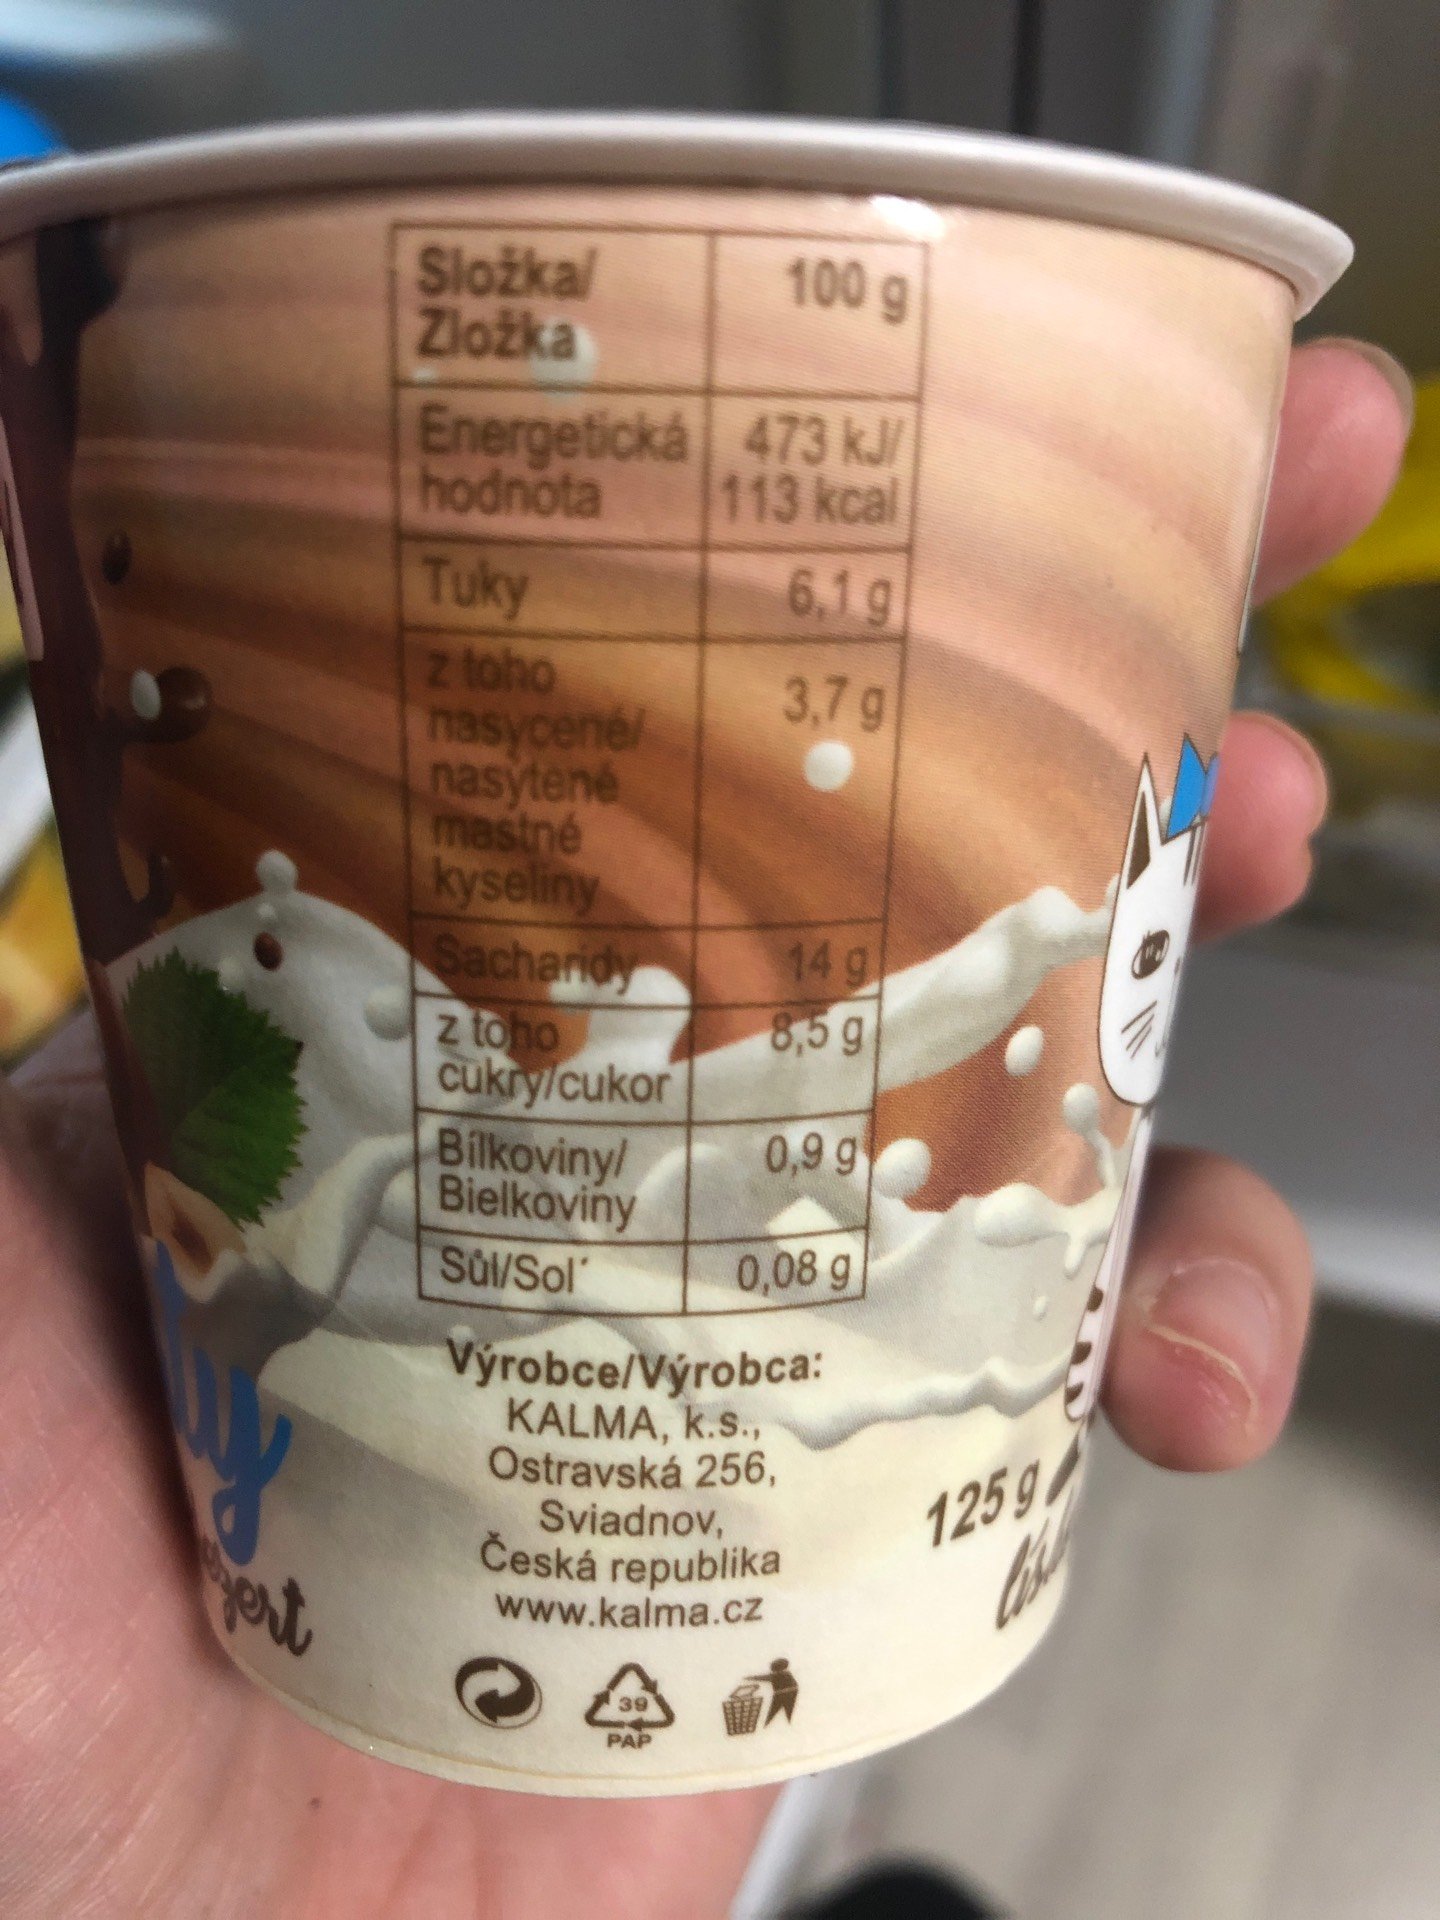 Složka/ 100 g
Zložka
Energetická 473 kJ/
hodnota 113 kcal
Tuky 6,1 g
z toho 3,7 g
nasycené/
nasýtené
mastné
kyseliny
Sacharidy 14 g
z toho 8,5 g
cukry/cukor
Bílkoviny/ 0,9 g
Bielkoviny
Sůl/Sol´ 0,08 g
Výrobce/Výrobca:
KALMA, k.s.,
Ostravská 256,
Sviadnov,
Česká republika
www.kalma.cz
125 g
39
PAP